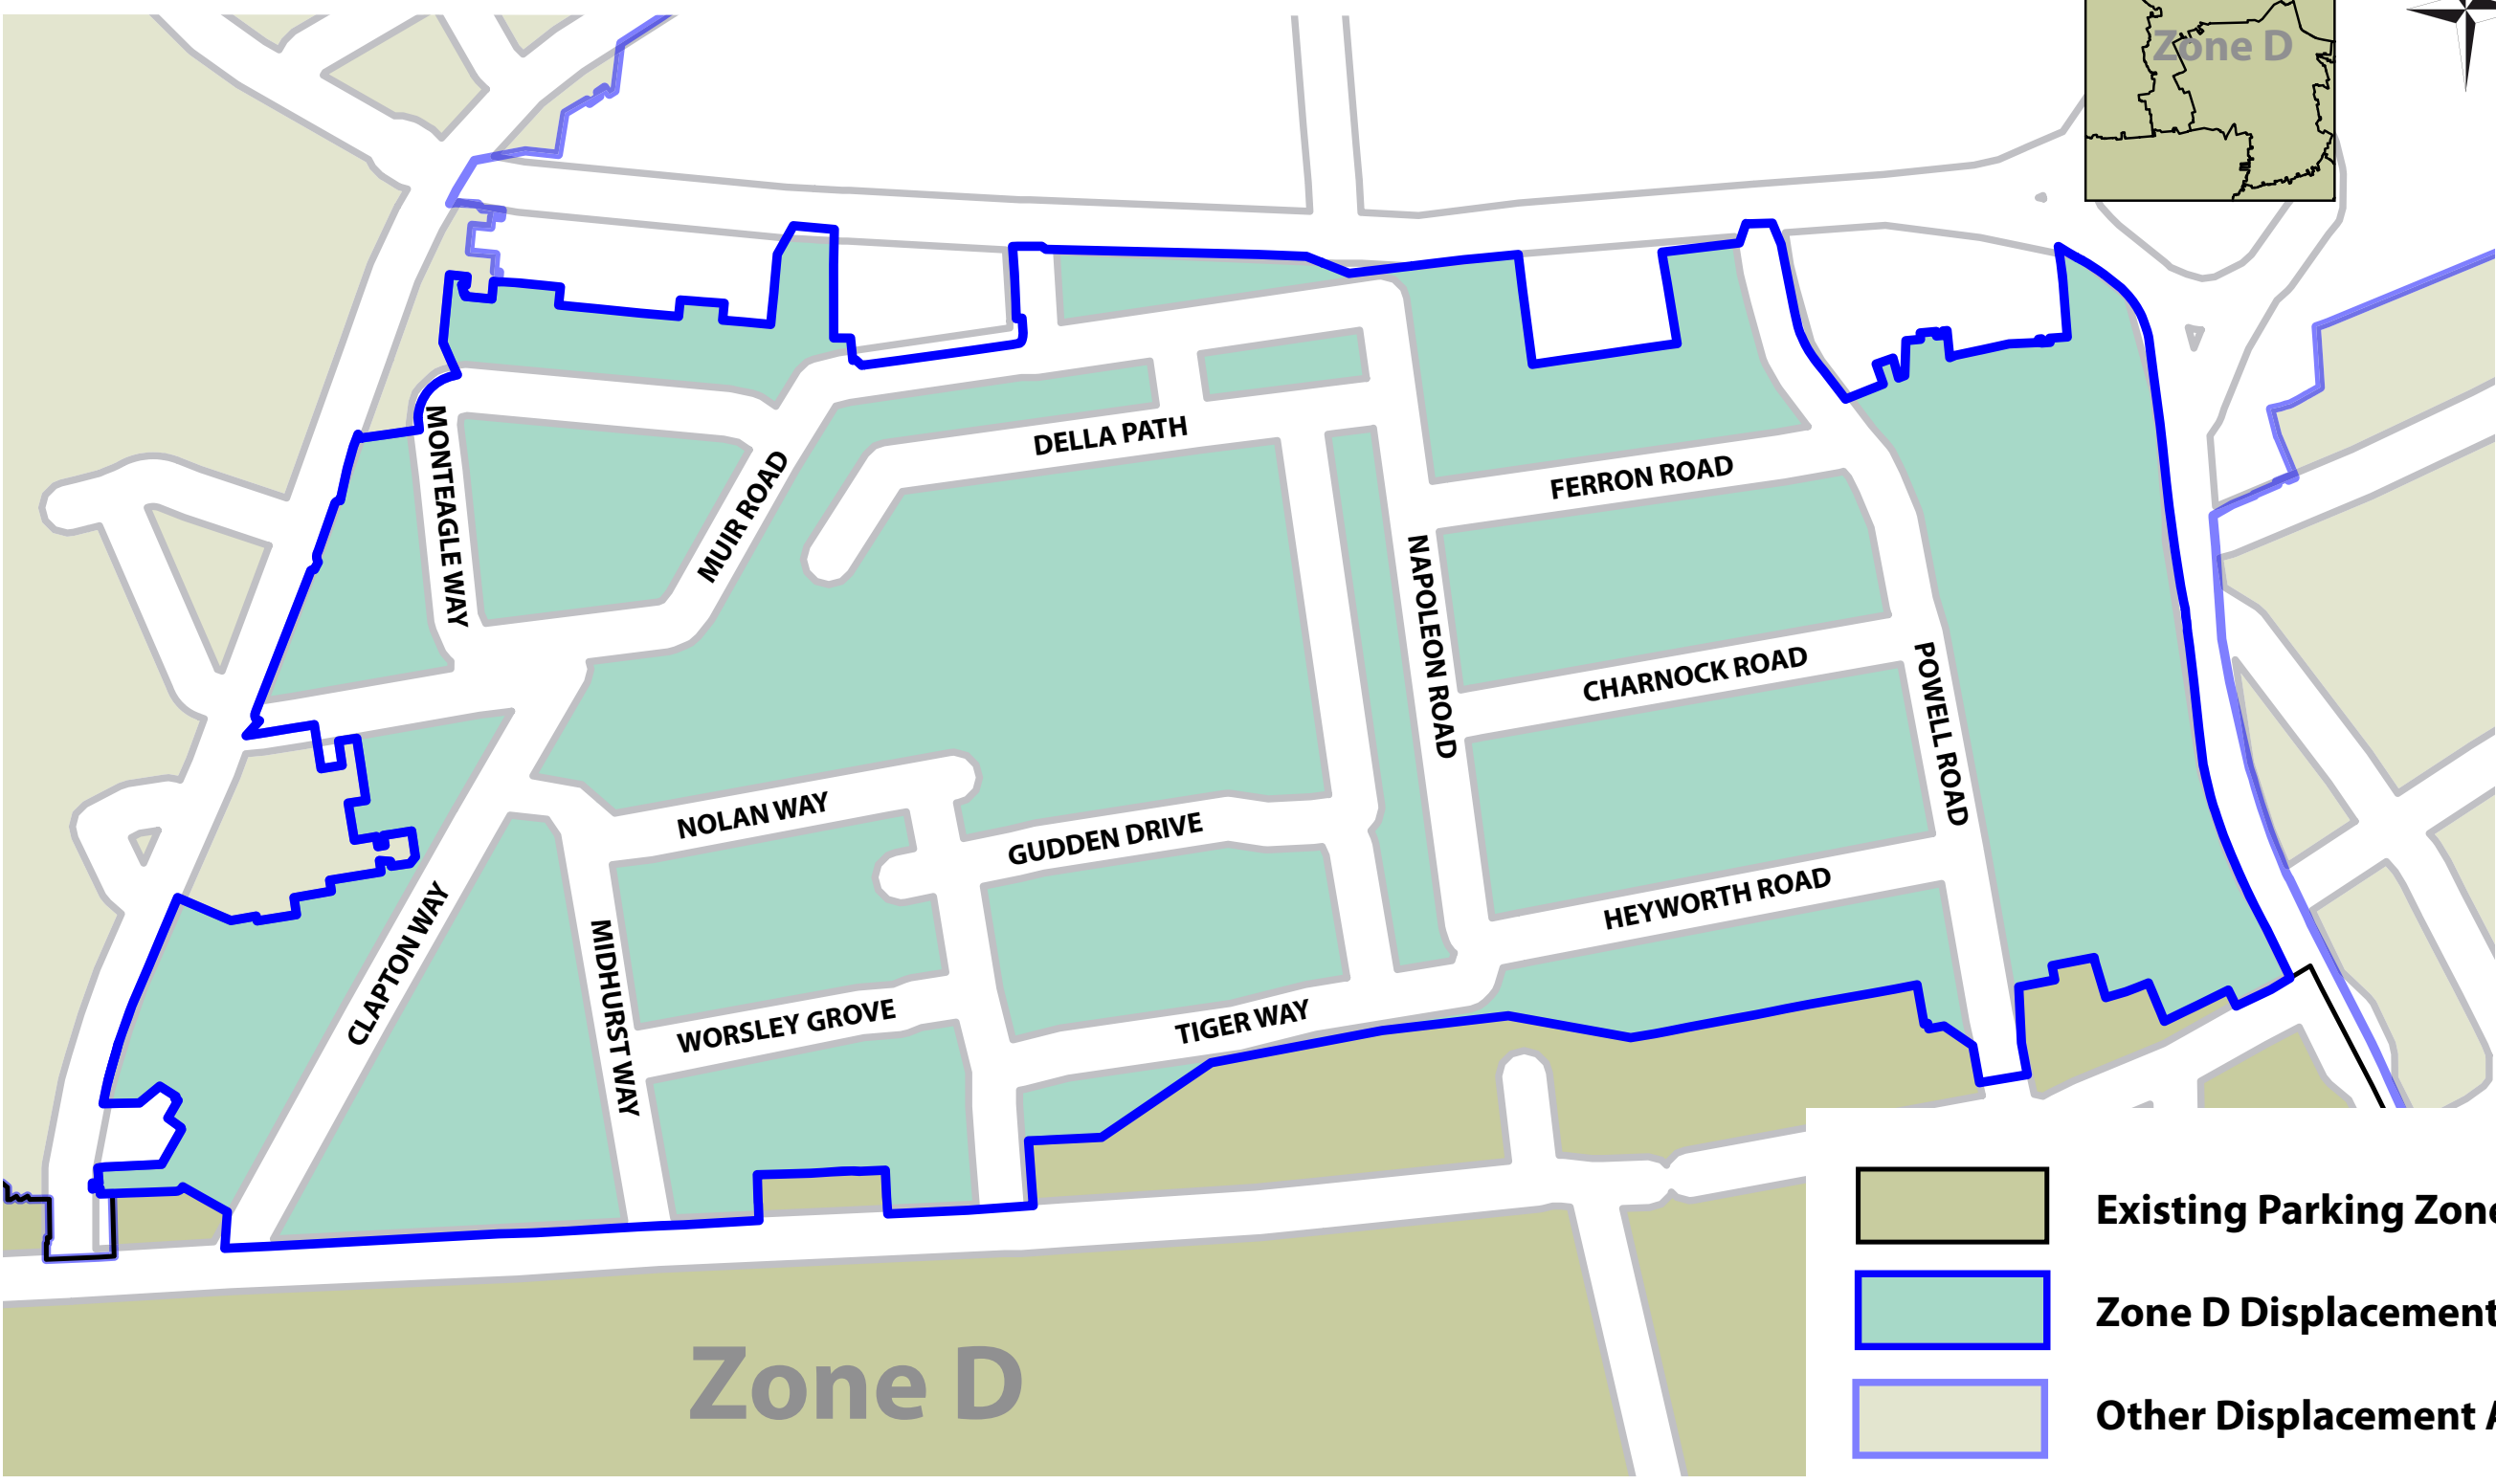 Zone D
MONTEAGLE WAY
MUIR ROAD
DELLA PATH
FERRON ROAD
NAPOLEON ROAD
CHARNOCK ROAD
POWELL ROAD
NOLAN WAY
GUDDEN DRIVE
HEYWORTH ROAD
CLAPTON WAY
MIDHURST WAY
WORSLEY GROVE
TIGER WAY
Existing Parking Zone
Zone D Displacement
Other Displacement A
Zone D